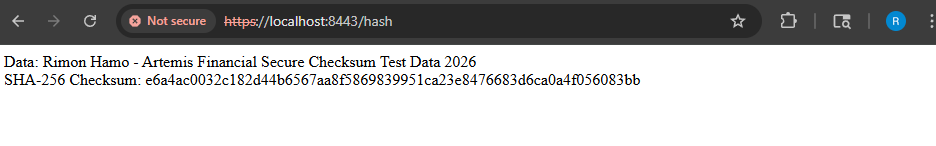 Not secure https://localhost:8443/hash R
Data: Rimon Hamo - Artemis Financial Secure Checksum Test Data 2026
SHA-256 Checksum: e6a4ac0032c182d44b6567aa8f5869839951ca23e8476683d6ca0a4f056083bb